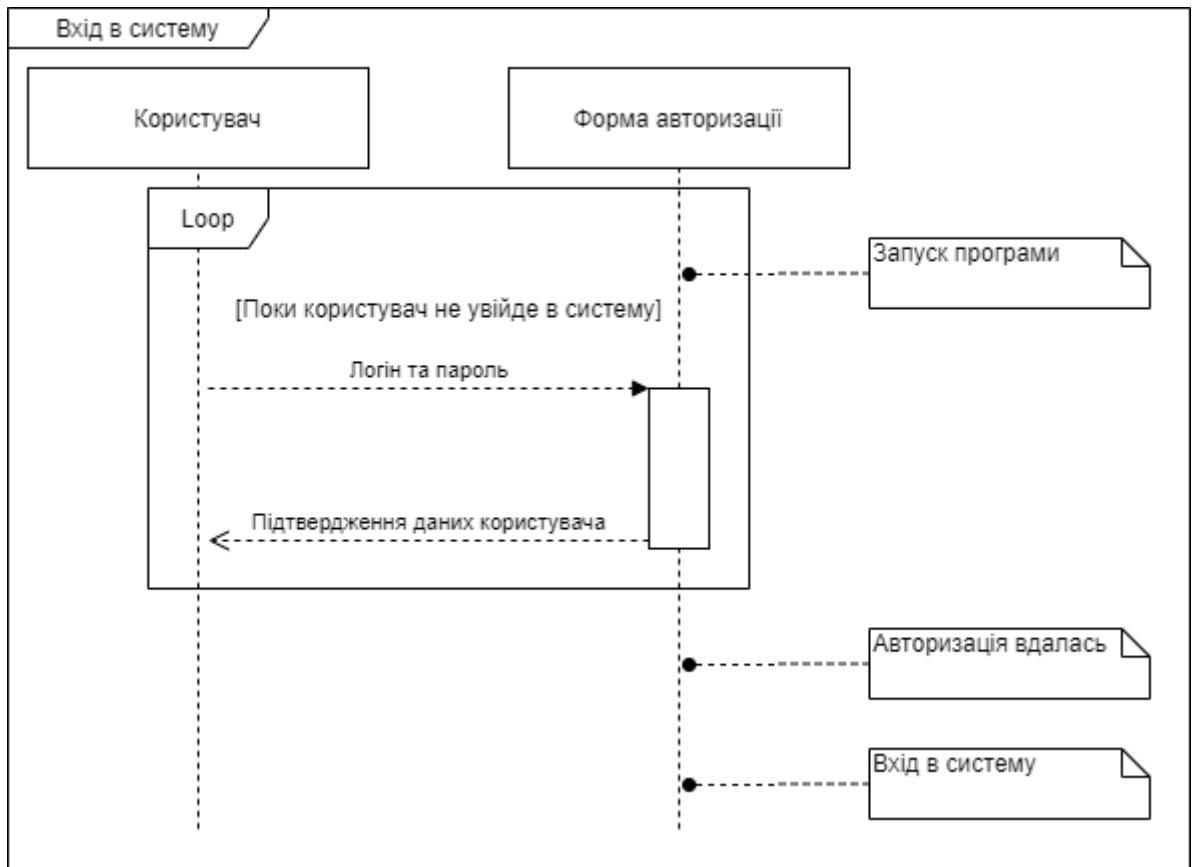 Вхід в систему
Користувач
Форма авторизації
Loop
Запуск програми
[Поки користувач не увійде в систему]
Логін та пароль
Підтвердження даних користувача
Авторизація вдалась
Вхід в систему